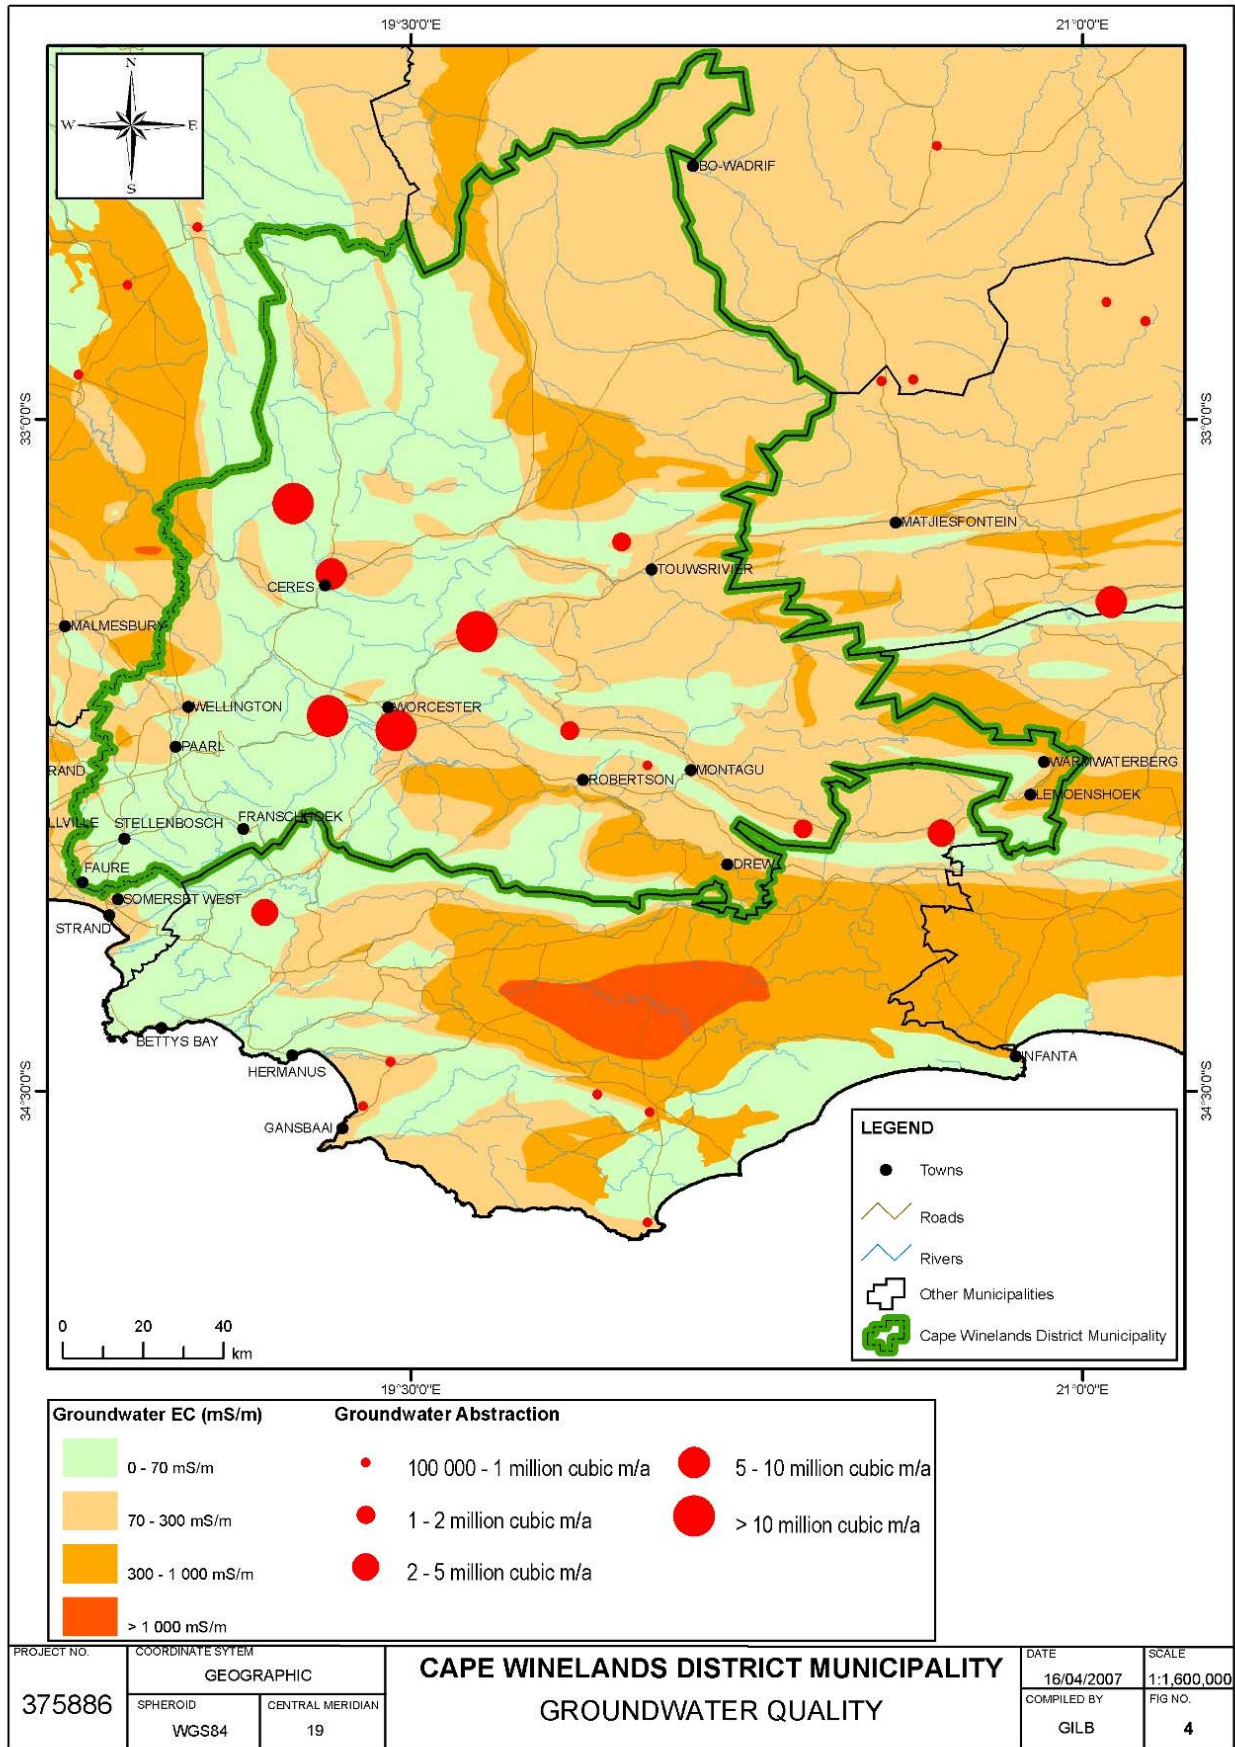 19°30'0"E
21°0'0"E
N
W
E
S
BO-WADRIF
33°0'0"S
33°0'0"S
MATJIESFONTEIN
TOUWSRIVIER
CERES
MALMESBURY
WELLINGTON
WORCESTER
PAARL
RAND
ROBERTSON
MONTAGU
WARMWATERBERG
LEMOENSHOEK
LLVILLE
STELLENBOSCH
FRANSCHHOEK
FAURE
DREW
SOMERSET WEST
STRAND
BETTYS BAY
HERMANUS
INFANTA
34°30'0"S
34°30'0"S
GANSBAAI
LEGEND
Towns
Roads
Rivers
Other Municipalities
Cape Winelands District Municipality
0 20 40
km
19°30'0"E
21°0'0"E
Groundwater EC (mS/m)
0 - 70 mS/m
70 - 300 mS/m
300 - 1 000 mS/m
> 1 000 mS/m
Groundwater Abstraction
100 000 - 1 million cubic m/a
1 - 2 million cubic m/a
2 - 5 million cubic m/a
5 - 10 million cubic m/a
> 10 million cubic m/a
PROJECT NO.
375886
COORDINATE SYTEM
GEOGRAPHIC
SPHEROID
WGS84
CENTRAL MERIDIAN
19
CAPE WINELANDS DISTRICT MUNICIPALITY
GROUNDWATER QUALITY
DATE
16/04/2007
SCALE
1:1,600,000
COMPILED BY
GILB
FIG NO.
4